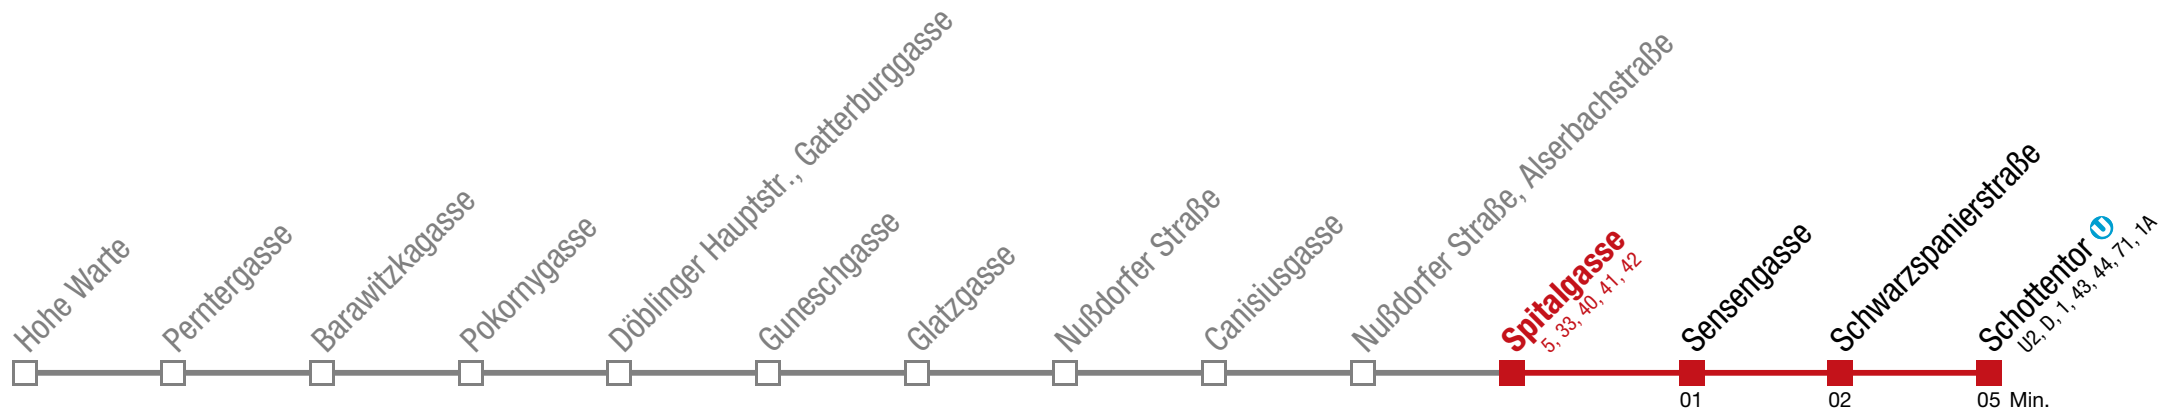 Hohe Warte
Perntergasse
Barawitzkagasse
Pokornygasse
Döblinger Hauptstr., Gatterburggasse
Guneschgasse
Glatzgasse
Nußdorfer Straße
Canisiusgasse
Nußdorfer Straße, Alserbachstraße
Spitalgasse
5, 33, 40, 41, 42
Sensengasse
Schwarzspanierstraße
Schottentor U
U2, D, 1, 43, 44, 71, 1A
01
02
05 Min.